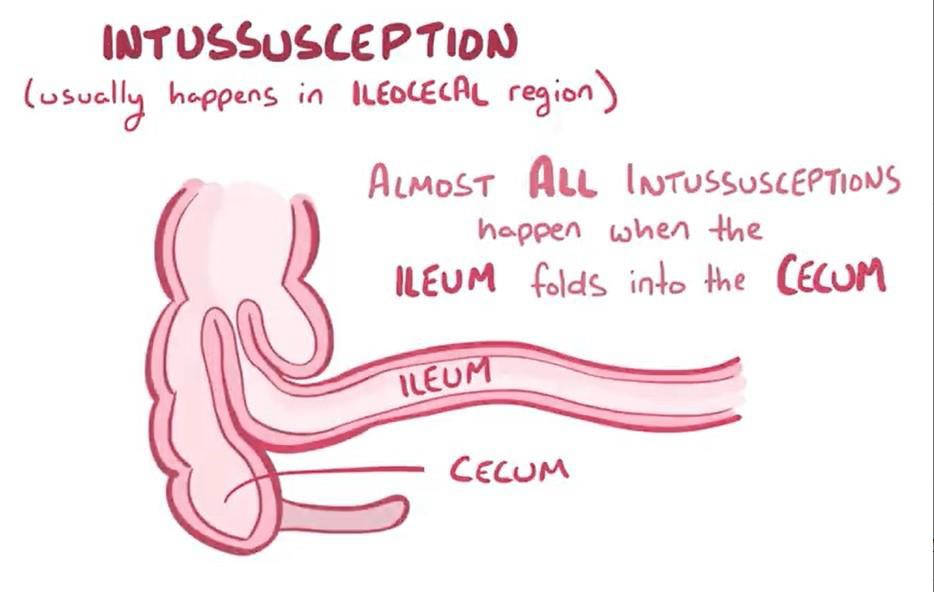 INTUSSUSCEPTION
(usually happens in ILEOCECAL region)
ALMOST ALL INTUSSUSCEPTIONS
happen when the
ILEUM folds into the CECUM
ILEUM
CECUM